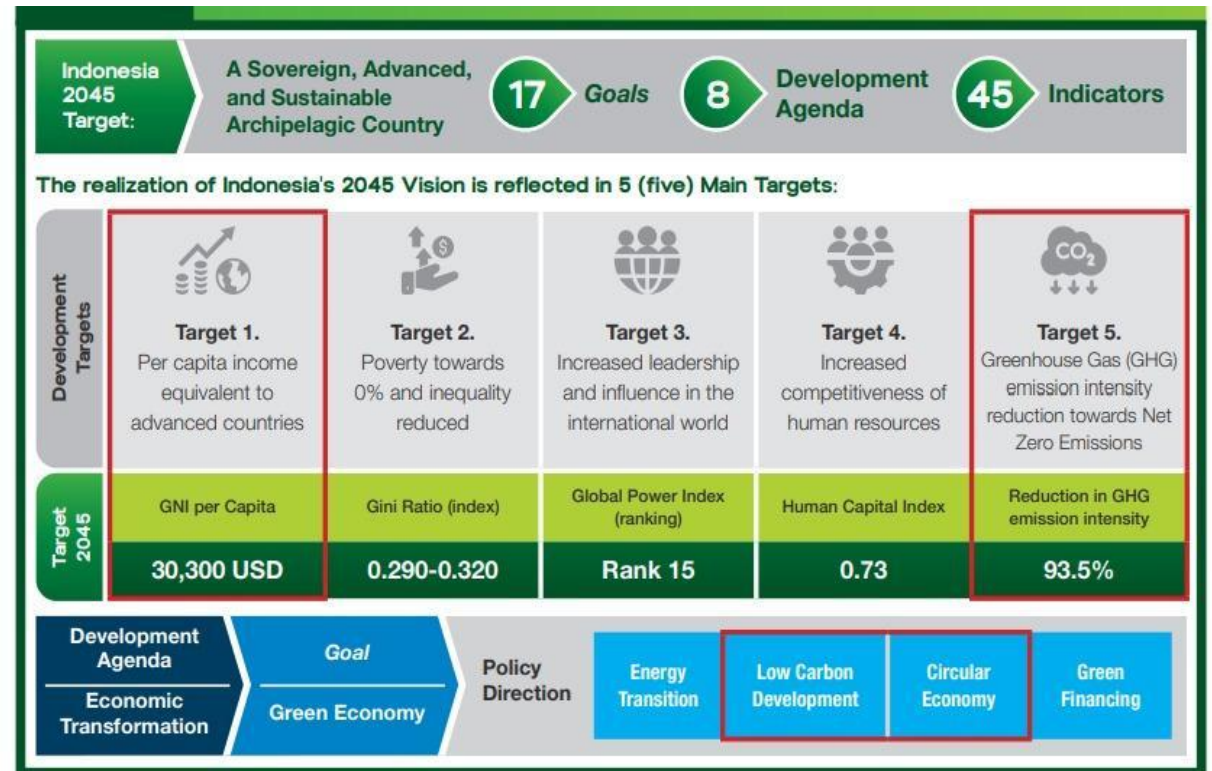 Indonesia
2045
Target:
A Sovereign, Advanced,
and Sustainable
Archipelagic Country
17
Goals
8
Development
Agenda
45
Indicators
The realization of Indonesia's 2045 Vision is reflected in 5 (five) Main Targets:
Development
Targets
Target 1.
Per capita income
equivalent to
advanced countries
Target 2.
Poverty towards
0% and inequality
reduced
Target 3.
Increased leadership
and influence in the
international world
Target 4.
Increased
competitiveness of
human resources
CO₂
Target 5.
Greenhouse Gas (GHG)
emission intensity
reduction towards Net
Zero Emissions
Target
2045
GNI per Capita
Gini Ratio (index)
Global Power Index
(ranking)
Human Capital Index
Reduction in GHG
emission intensity
30,300 USD
0.290-0.320
Rank 15
0.73
93.5%
Development
Agenda
Economic
Transformation
Goal
Green Economy
Policy
Direction
Energy
Transition
Low Carbon
Development
Circular
Economy
Green
Financing